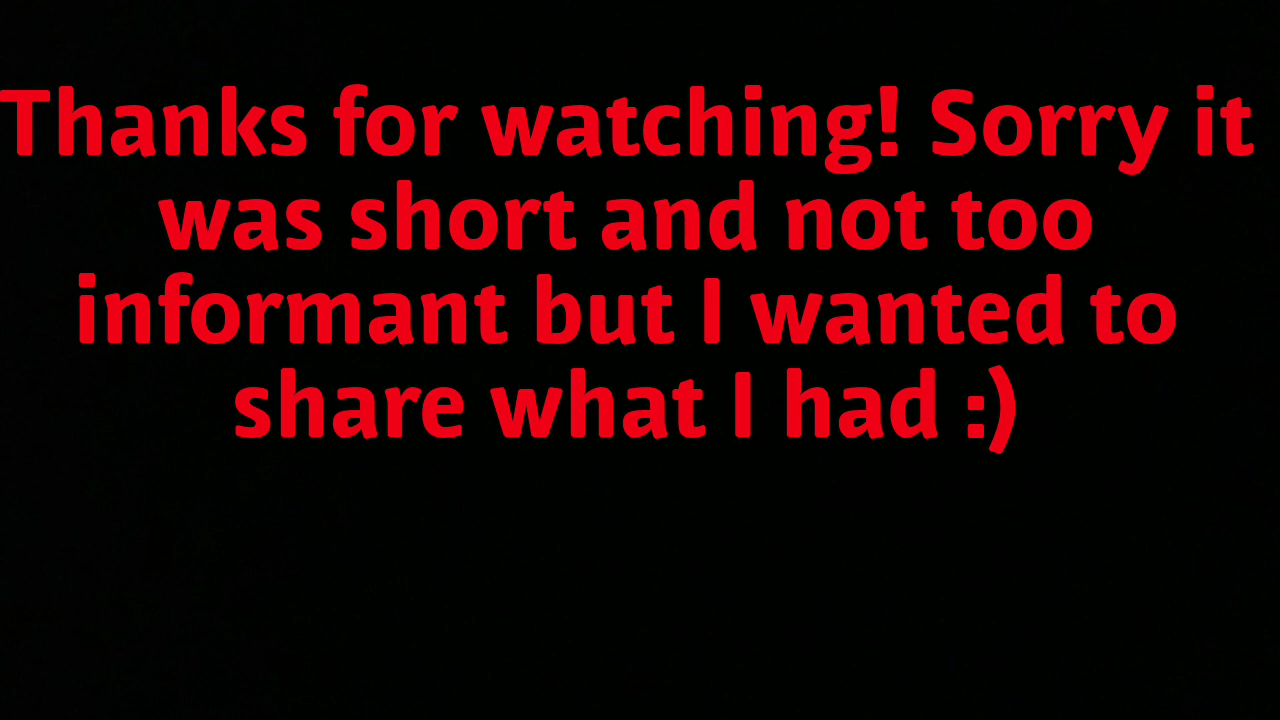 Thanks for watching! Sorry it
was short and not too
informant but I wanted to
share what I had :)